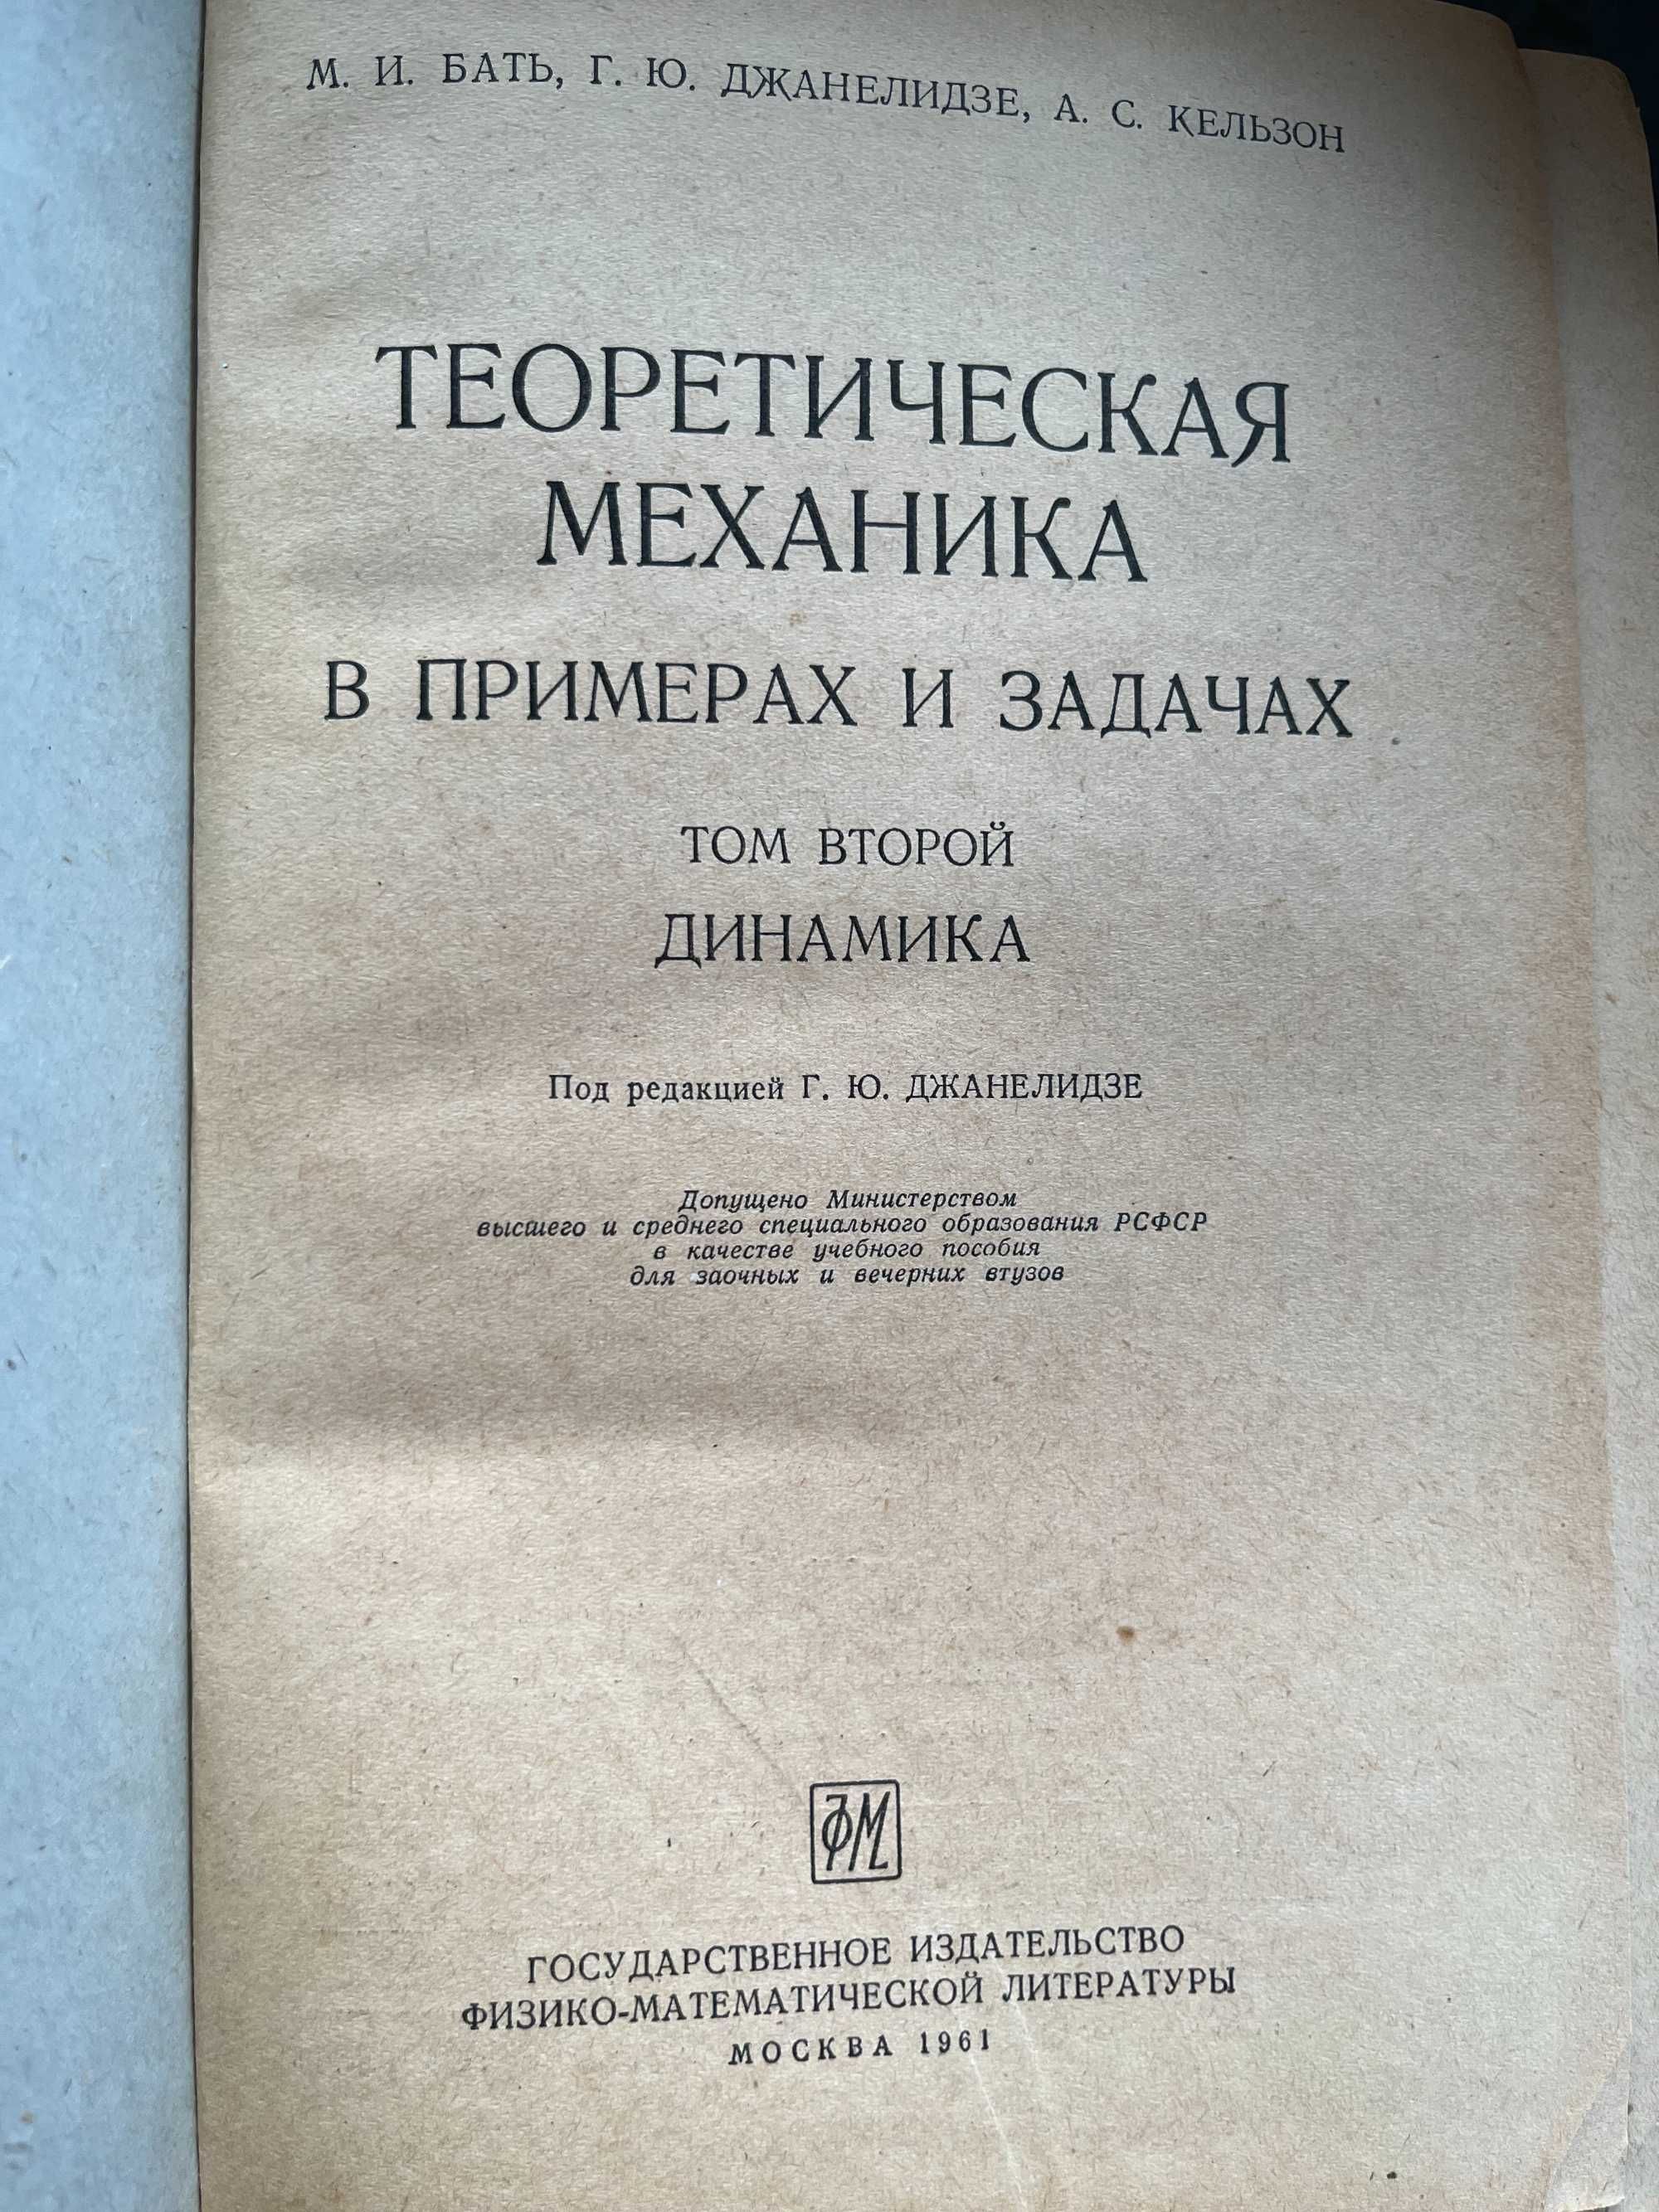 М. И. БАТЬ, Г. Ю. ДЖАНЕЛИДЗЕ, А. С. КЕЛЬЗОН
ТЕОРЕТИЧЕСКАЯ
МЕХАНИКА
В ПРИМЕРАХ И ЗАДАЧАХ
ТОМ ВТОРОЙ
ДИНАМИКА
Под редакцией Г. Ю. ДЖАНЕЛИДЗЕ
Допущено Министерством
высшего и среднего специального образования РСФСР
в качестве учебного пособия
для заочных и вечерних втузов
ФМ
ГОСУДАРСТВЕННОЕ ИЗДАТЕЛЬСТВО
ФИЗИКО-МАТЕМАТИЧЕСКОЙ ЛИТЕРАТУРЫ
МОСКВА 1961